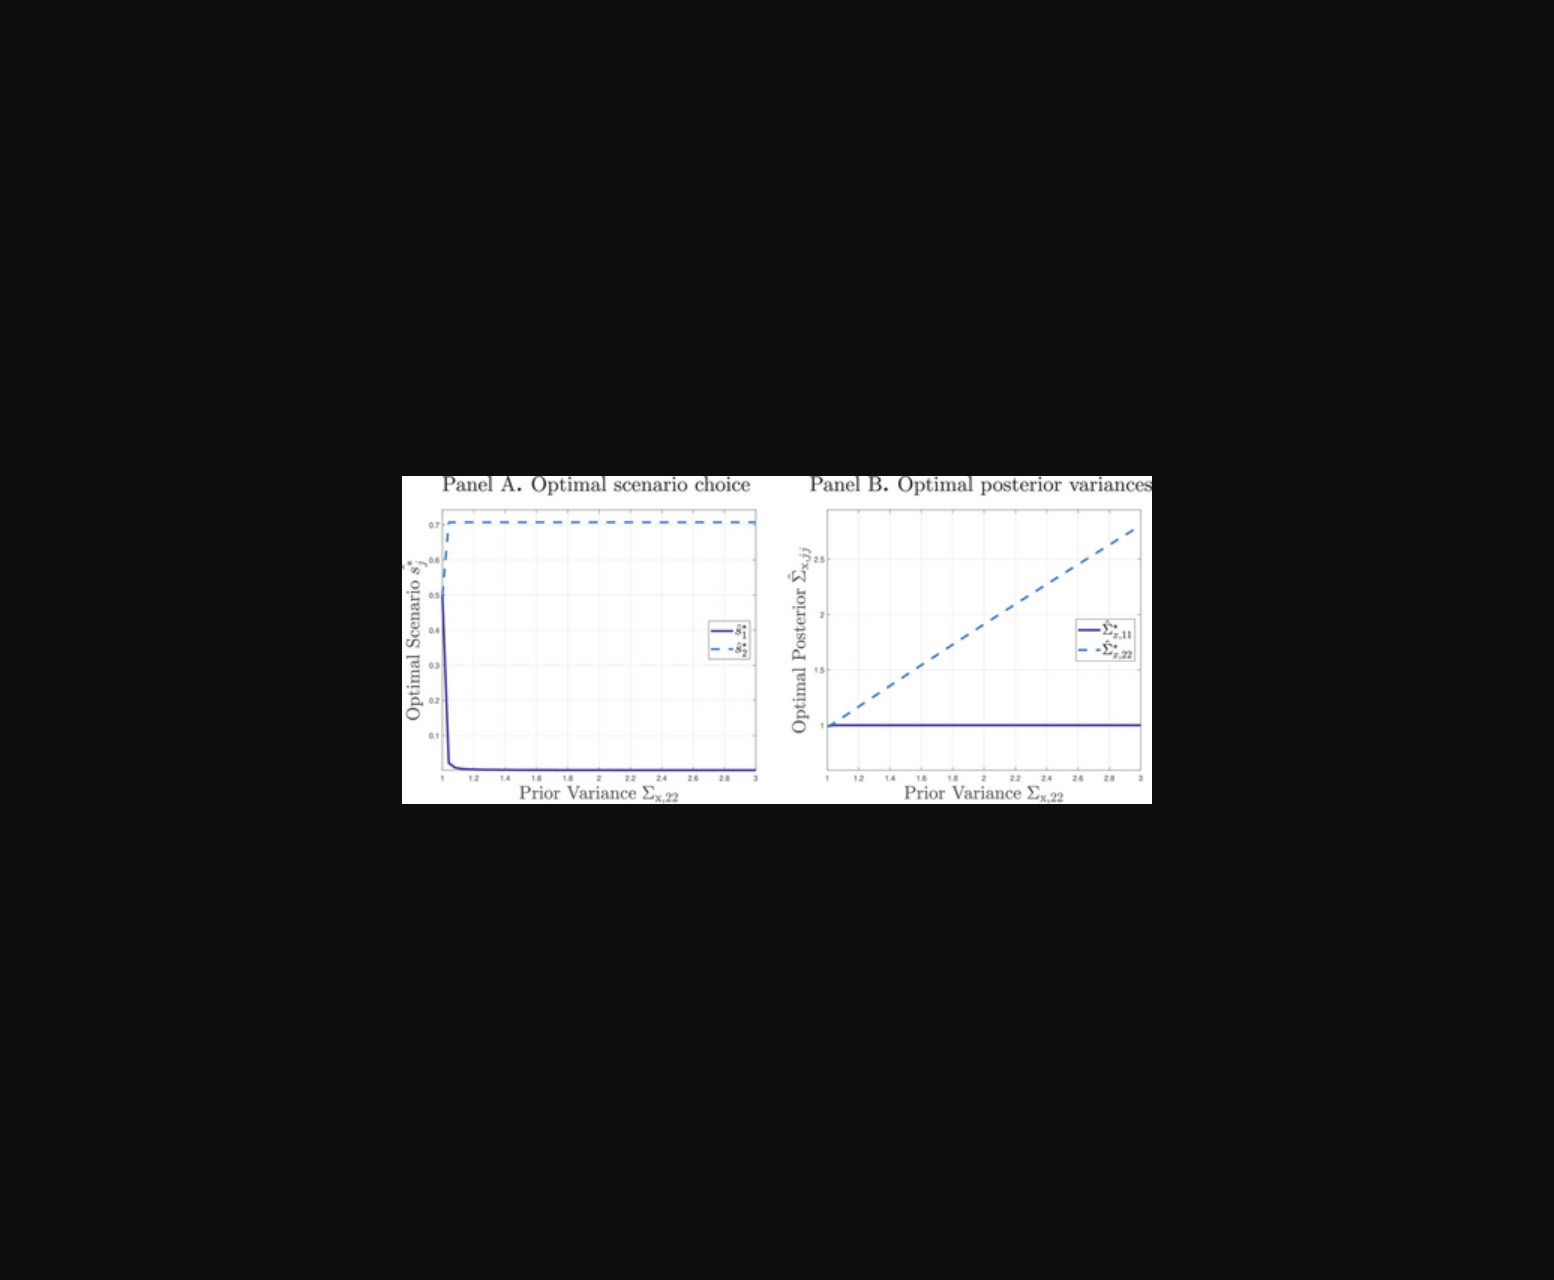 Panel A. Optimal scenario choice
Optimal Scenario ŝ*j
0.7
0.6
0.5
0.4
0.3
0.2
0.1
ŝ*1
ŝ*2
1 1.2 1.4 1.6 1.8 2 2.2 2.4 2.6 2.8 3
Prior Variance Σx,22
Panel B. Optimal posterior variances
Optimal Posterior Σ̂x,jj
2.5
2
1.5
1
Σ̂*x,11
Σ̂*x,22
1 1.2 1.4 1.6 1.8 2 2.2 2.4 2.6 2.8 3
Prior Variance Σx,22